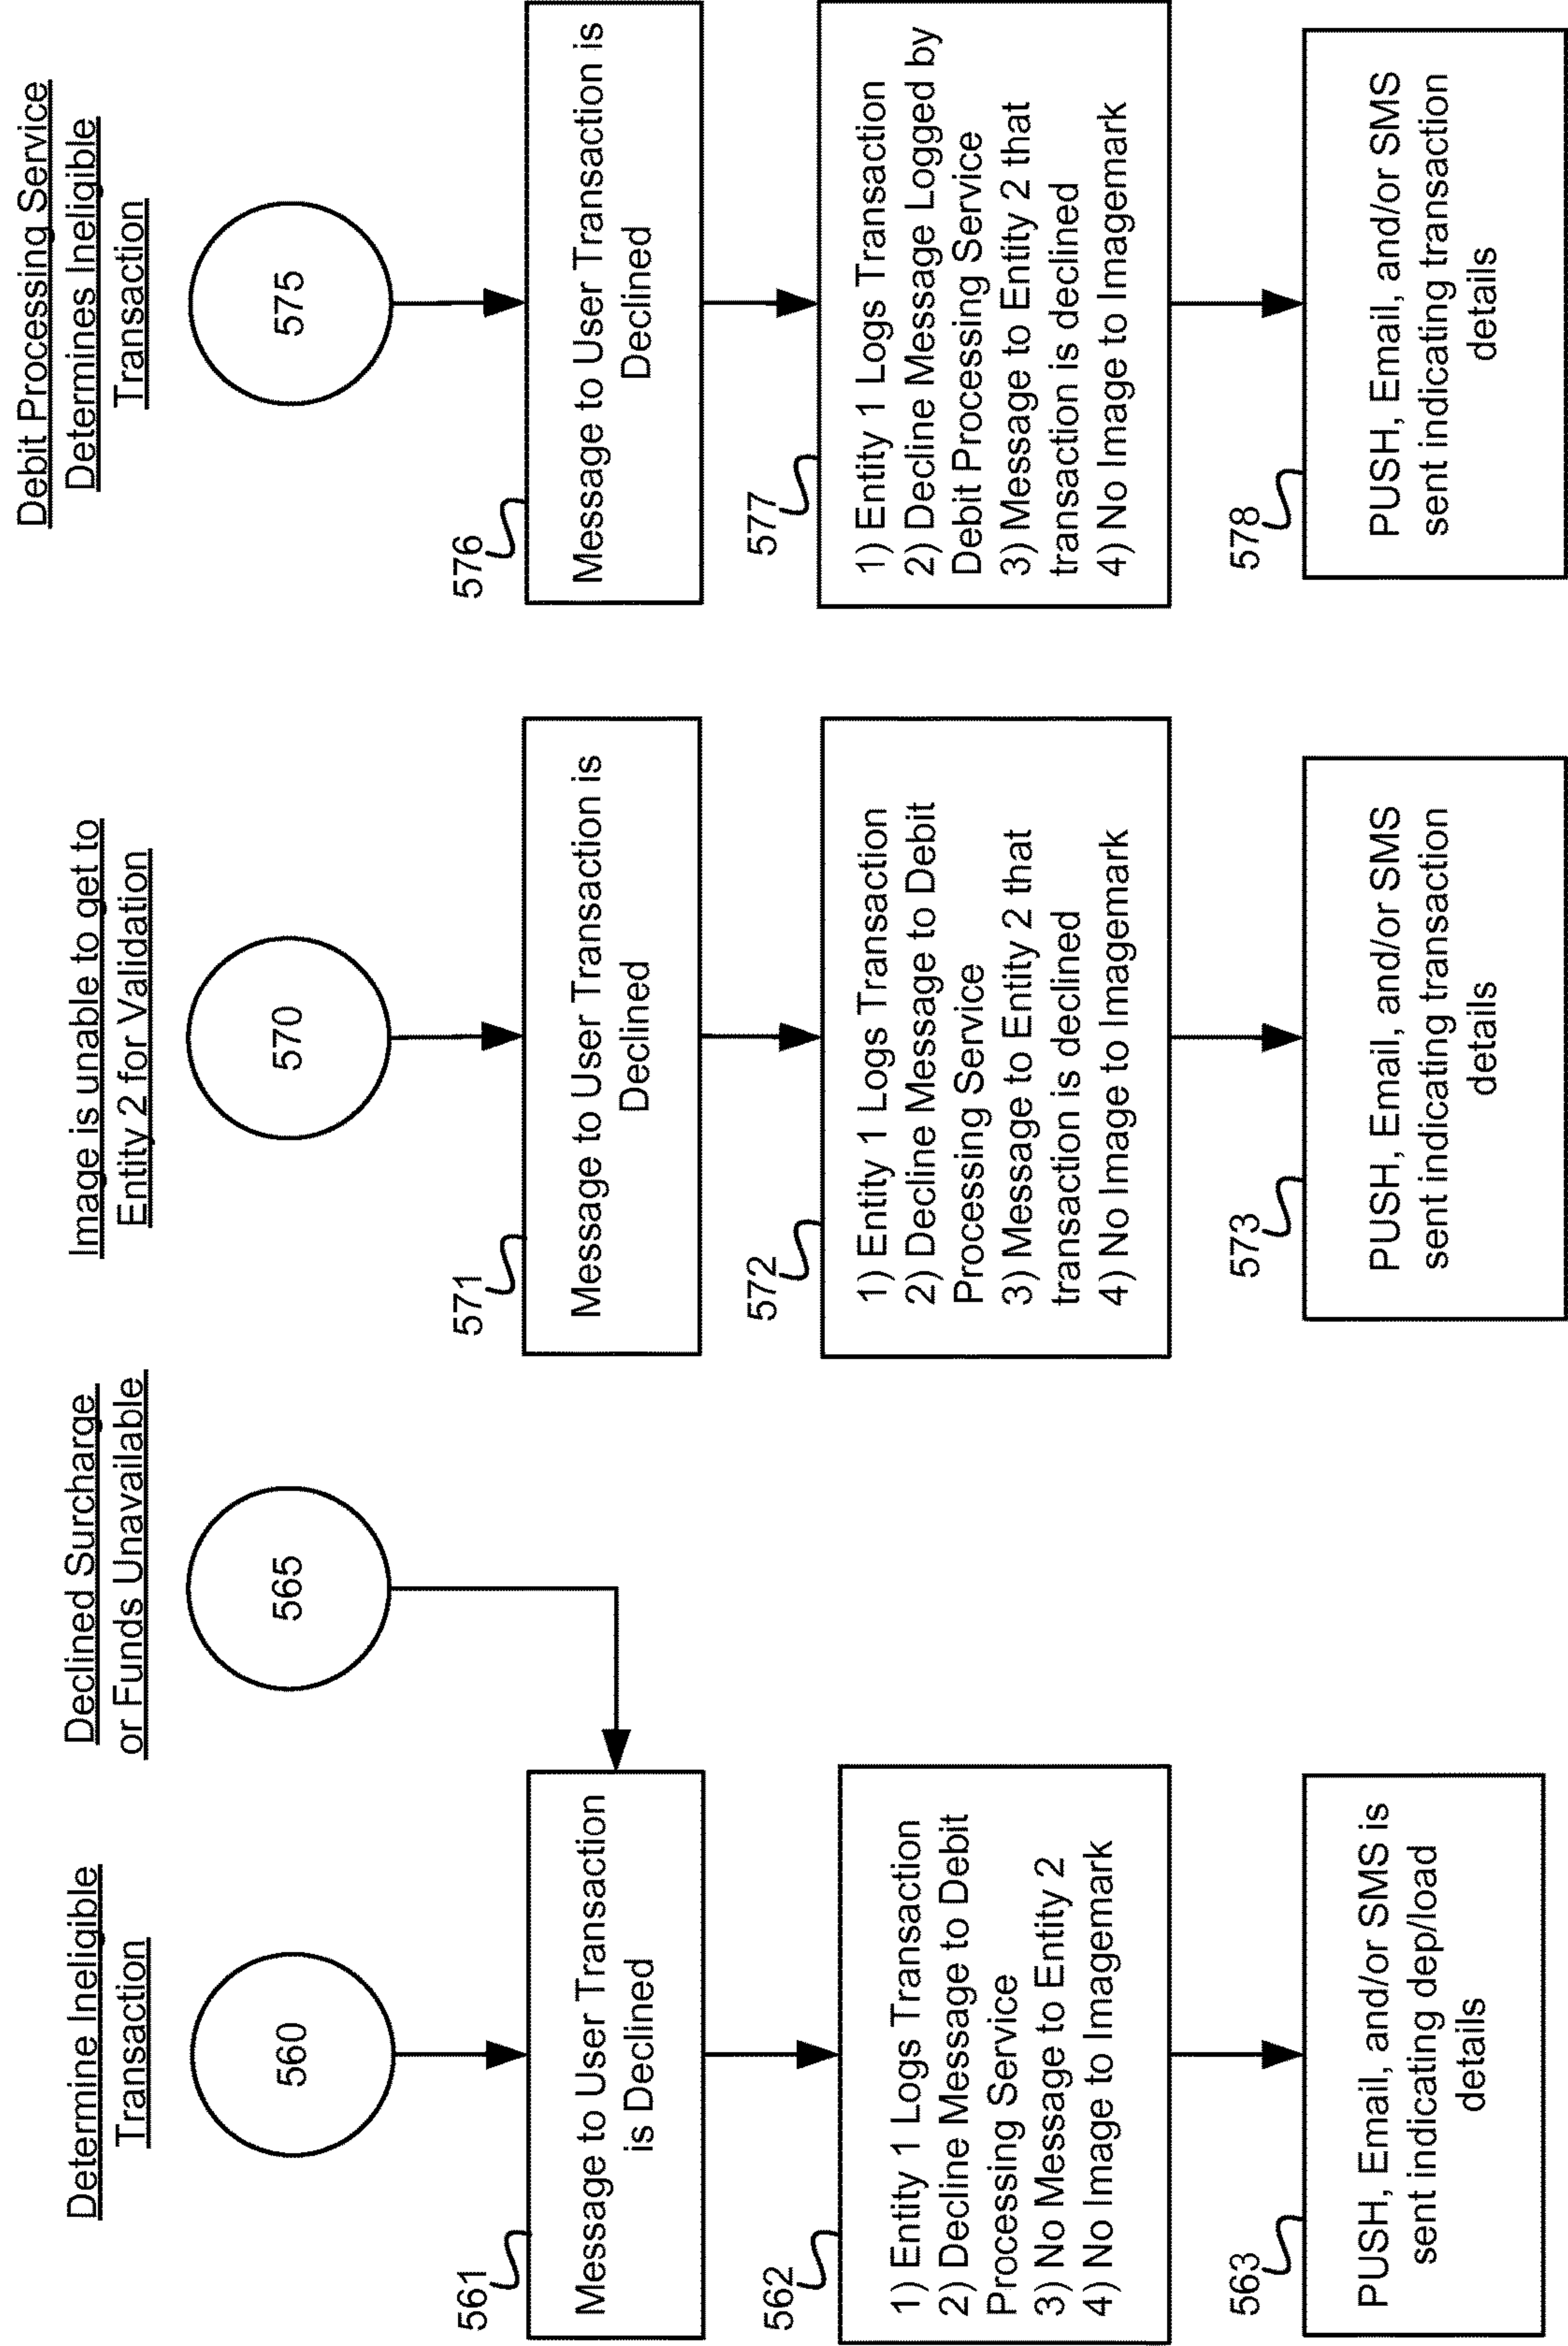 Determine Ineligible
Transaction
560
561
Message to User Transaction
is Declined
562
1) Entity 1 Logs Transaction
2) Decline Message to Debit
Processing Service
3) No Message to Entity 2
4) No Image to Imagemark
563
PUSH, Email, and/or SMS is
sent indicating dep/load
details
Declined Surcharge
or Funds Unavailable
565
Image is unable to get to
Entity 2 for Validation
570
571
Message to User Transaction is
Declined
572
1) Entity 1 Logs Transaction
2) Decline Message to Debit
Processing Service
3) Message to Entity 2 that
transaction is declined
4) No Image to Imagemark
573
PUSH, Email, and/or SMS
sent indicating transaction
details
Debit Processing Service
Determines Ineligible
Transaction
575
576
Message to User Transaction is
Declined
577
1) Entity 1 Logs Transaction
2) Decline Message Logged by
Debit Processing Service
3) Message to Entity 2 that
transaction is declined
4) No Image to Imagemark
578
PUSH, Email, and/or SMS
sent indicating transaction
details